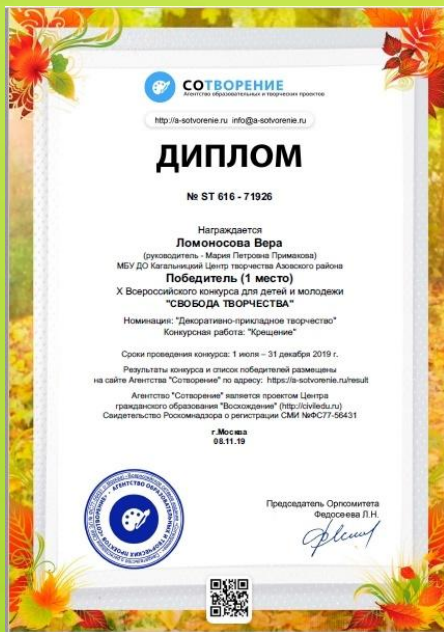 СОТВОРЕНИЕ
Агентство образовательных и творческих проектов
http://a-sotvorenie.ru info@a-sotvorenie.ru
ДИПЛОМ
№ ST 616 - 71926
Награждается
Ломоносова Вера
(руководитель - Мария Петровна Примакова)
МБУ ДО Кагальницкий Центр творчества Азовского района
Победитель (1 место)
X Всероссийского конкурса для детей и молодежи
"СВОБОДА ТВОРЧЕСТВА"
Номинация: "Декоративно-прикладное творчество"
Конкурсная работа: "Крещение"
Сроки проведения конкурса: 1 июля – 31 декабря 2019 г.
Результаты конкурса и список победителей размещены
на сайте Агентства "Сотворение" по адресу: https://a-sotvorenie.ru/result
Агентство "Сотворение" является проектом Центра
гражданского образования "Восхождение" (http://civiledu.ru)
Свидетельство Роскомнадзора о регистрации СМИ №ФС77-56431
г.Москва
08.11.19
Председатель Оргкомитета
Федосеева Л.Н.